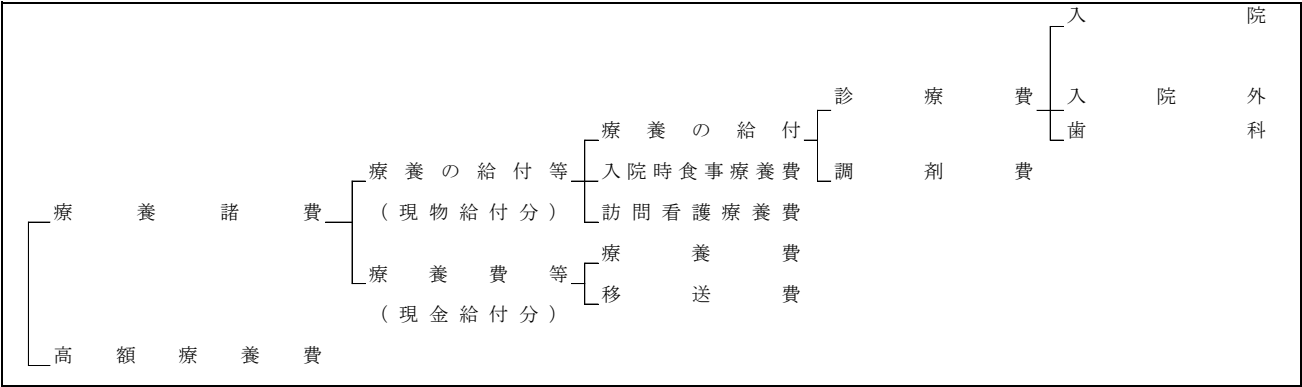 入院
診療費 入院外
療養の給付 歯科
療養の給付等 入院時食事療養費 調剤費
療養諸費 (現物給付分) 訪問看護療養費
療養費
療養費等
移送費
(現金給付分)
高額療養費